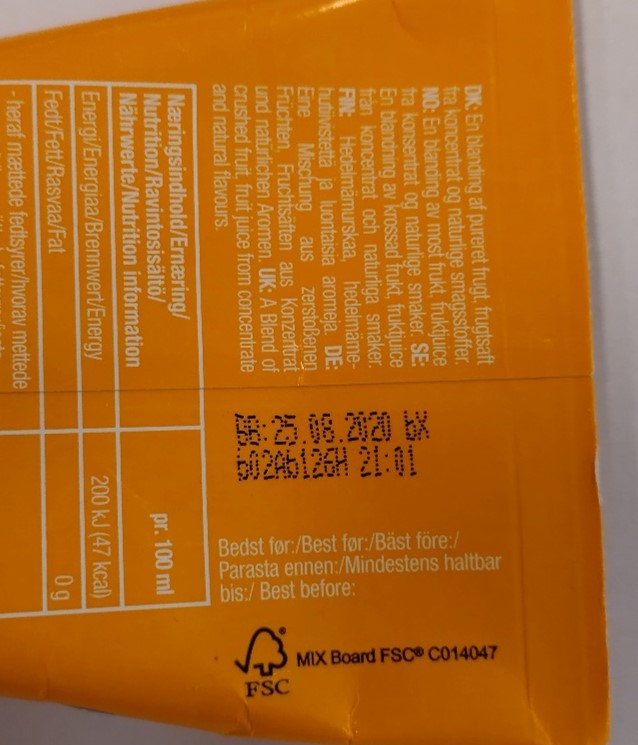 DK: En blanding af pureret frugt, frugtsaft
fra koncentrat og naturlige smagsstoffer.
NO: En blanding av most frukt, fruktjuice
fra konsentrat og naturlige smaker. SE:
En blandning av krossad frukt, fruktjuice
från koncentrat och naturliga smaker.
FIN: Hedelmämurskaa, hedelmäme-
hutiivistettä ja luontaisia aromeja. DE:
Eine Mischung aus zerstoßenen
Früchten, Fruchtsäften aus Konzentrat
und natürlichen Aromen. UK: A Blend of
crushed fruit, fruit juice from concentrate
and natural flavours.
Næringsindhold/Ernæring/
Nutrition/Ravintosisältö/
Nährwerte/Nutrition information
pr. 100 ml
Energi/Energiaa/Brennwert/Energy
200 kJ (47 kcal)
Fedt/Fett/Rasvaa/Fat
0 g
- heraf mættede fedtsyrer/hvorav mettede
BB:25.08.2020 bX
b02Ab126H 21:01
Bedst før:/Best før:/Bäst före:/
Parasta ennen:/Mindestens haltbar
bis:/ Best before:
FSC
MIX Board FSC® C014047